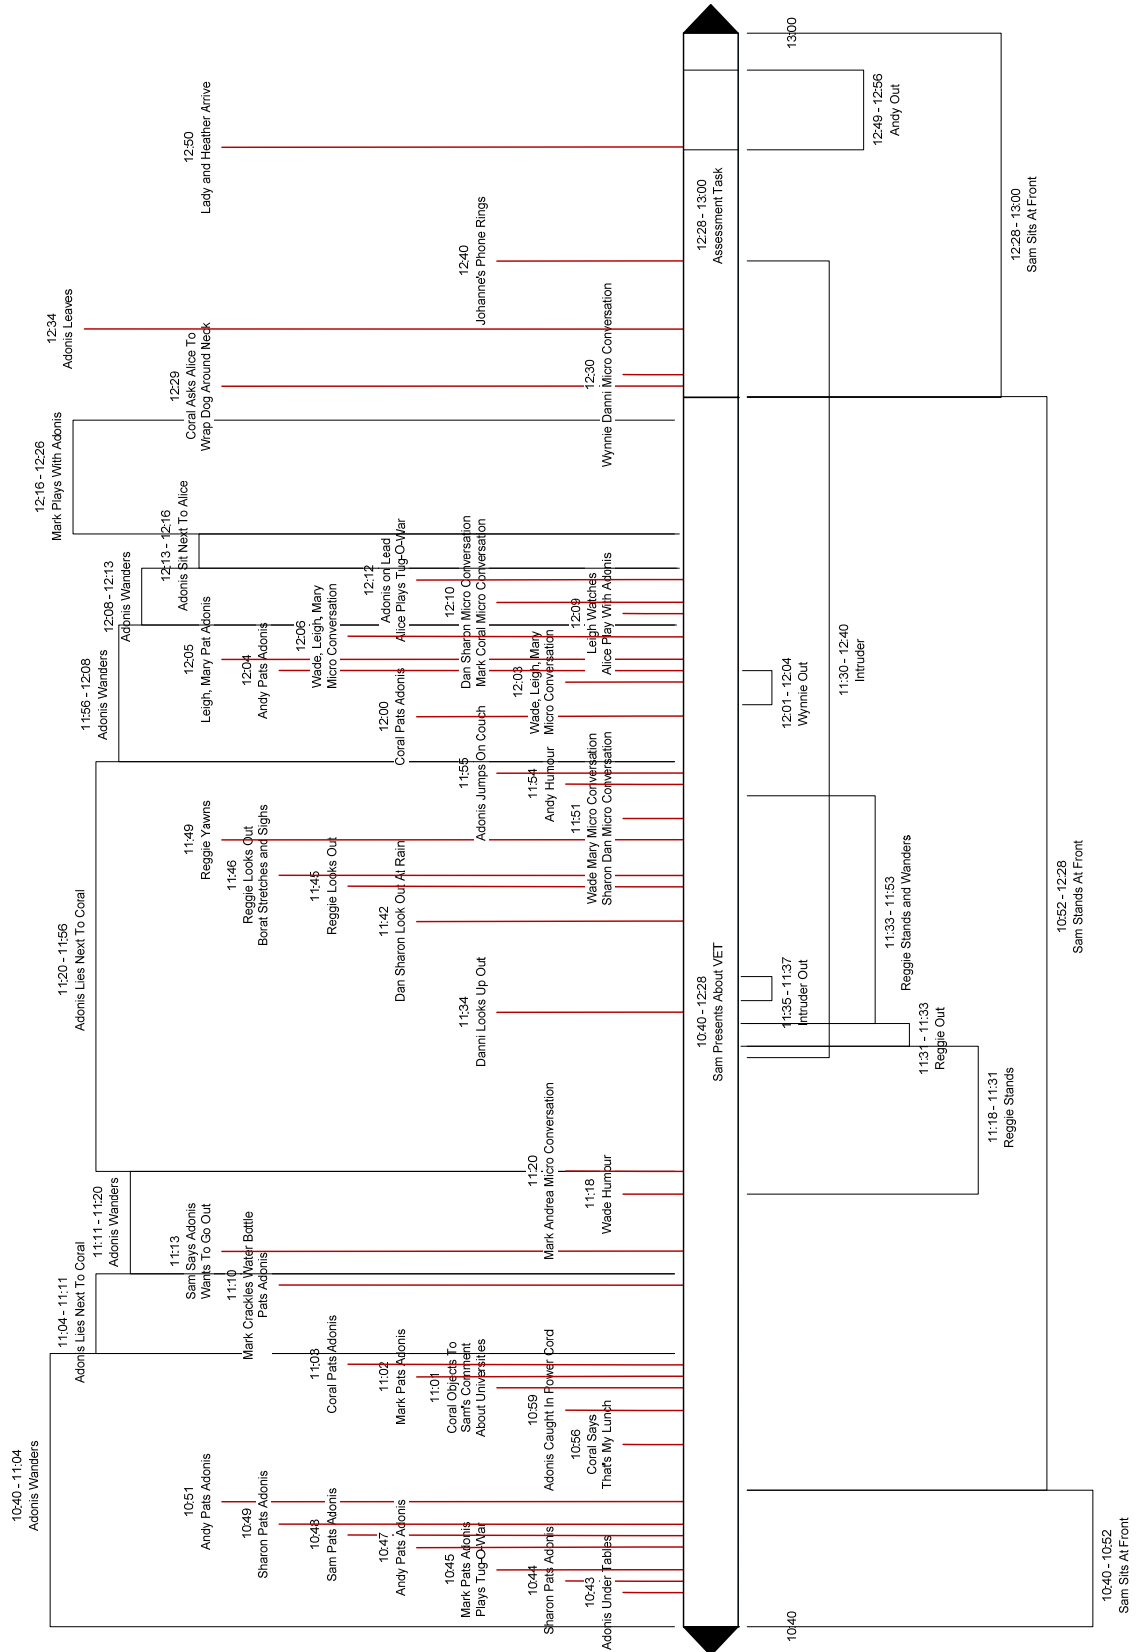 10:40 - 11:04
Adonis Wanders
11:04 - 11:11
Adonis Lies Next To Coral
11:11 - 11:20
Adonis Wanders
11:20 - 11:56
Adonis Lies Next To Coral
11:56 - 12:08
Adonis Wanders
12:08 - 12:13
Adonis Wanders
12:13 - 12:16
Adonis Sit Next To Alice
12:16 - 12:26
Mark Plays With Adonis
12:34
Adonis Leaves
10:51
Andy Pats Adonis
10:49
Sharon Pats Adonis
10:48
Sam Pats Adonis
10:47
Andy Pats Adonis
10:45
Mark Pats Adonis
Plays Tug-O-War
10:44
Sharon Pats Adonis
10:43
Adonis Under Tables
11:03
Coral Pats Adonis
11:02
Mark Pats Adonis
11:01
Coral Objects To
Sam's Comment
About Universities
10:59
Adonis Caught In Power Cord
10:56
Coral Says
That's My Lunch
11:13
Sam Says Adonis
Wants To Go Out
11:10
Mark Crackles Water Bottle
Pats Adonis
11:20
Mark Andrea Micro Conversation
11:18
Wade Humour
11:49
Reggie Yawns
11:46
Reggie Looks Out
Borat Stretches and Sighs
11:45
Reggie Looks Out
11:42
Dan Sharon Look Out At Rain
11:34
Danni Looks Up Out
11:55
Adonis Jumps On Couch
11:54
Andy Humour
11:51
Wade Mary Micro Conversation
Sharon Dan Micro Conversation
12:05
Leigh, Mary Pat Adonis
12:04
Andy Pats Adonis
12:06
Wade, Leigh, Mary
Micro Conversation
12:00
Coral Pats Adonis
12:12
Adonis on Lead
Alice Plays Tug-O-War
12:10
Dan Sharon Micro Conversation
Mark Coral Micro Conversation
12:03
Wade, Leigh, Mary
Micro Conversation
12:09
Leigh Watches
Alice Play With Adonis
12:29
Coral Asks Alice To
Wrap Dog Around Neck
12:30
Wynnie Danni Micro Conversation
12:40
Johanne's Phone Rings
12:50
Lady and Heather Arrive
10:40 - 12:28
Sam Presents About VET
12:28 - 13:00
Assessment Task
10:40
13:00
10:40 - 10:52
Sam Sits At Front
10:52 - 12:28
Sam Stands At Front
11:18 - 11:31
Reggie Stands
11:31 - 11:33
Reggie Out
11:33 - 11:53
Reggie Stands and Wanders
11:35 - 11:37
Intruder Out
11:30 - 12:40
Intruder
12:01 - 12:04
Wynnie Out
12:28 - 13:00
Sam Sits At Front
12:49 - 12:56
Andy Out